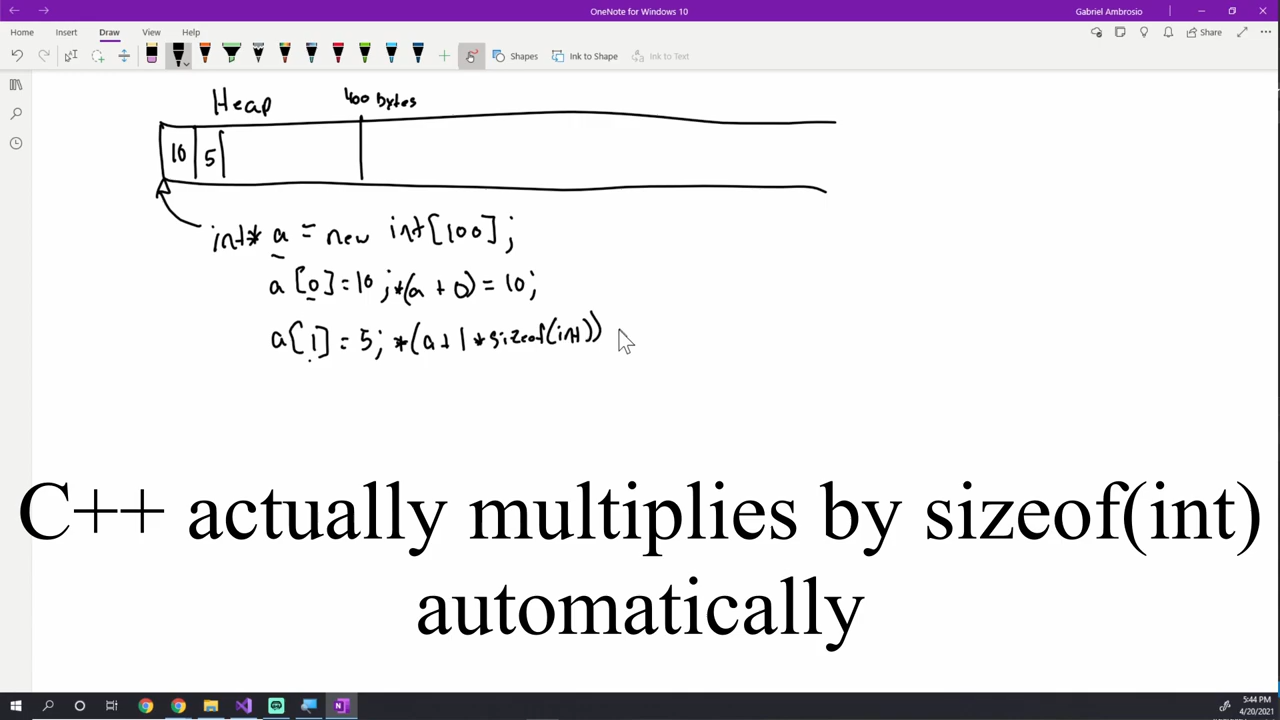 OneNote for Windows 10
Gabriel Ambrosio
Home Insert Draw View Help
Share
Shapes Ink to Shape Ink to Text
Heap 400 bytes
10 5
int* a = new int[100];
a[0]=10; *(a + 0) = 10;
a[1] = 5; *(a + 1 * sizeof(int))
C++ actually multiplies by sizeof(int)
automatically
5:44 PM
4/20/2021